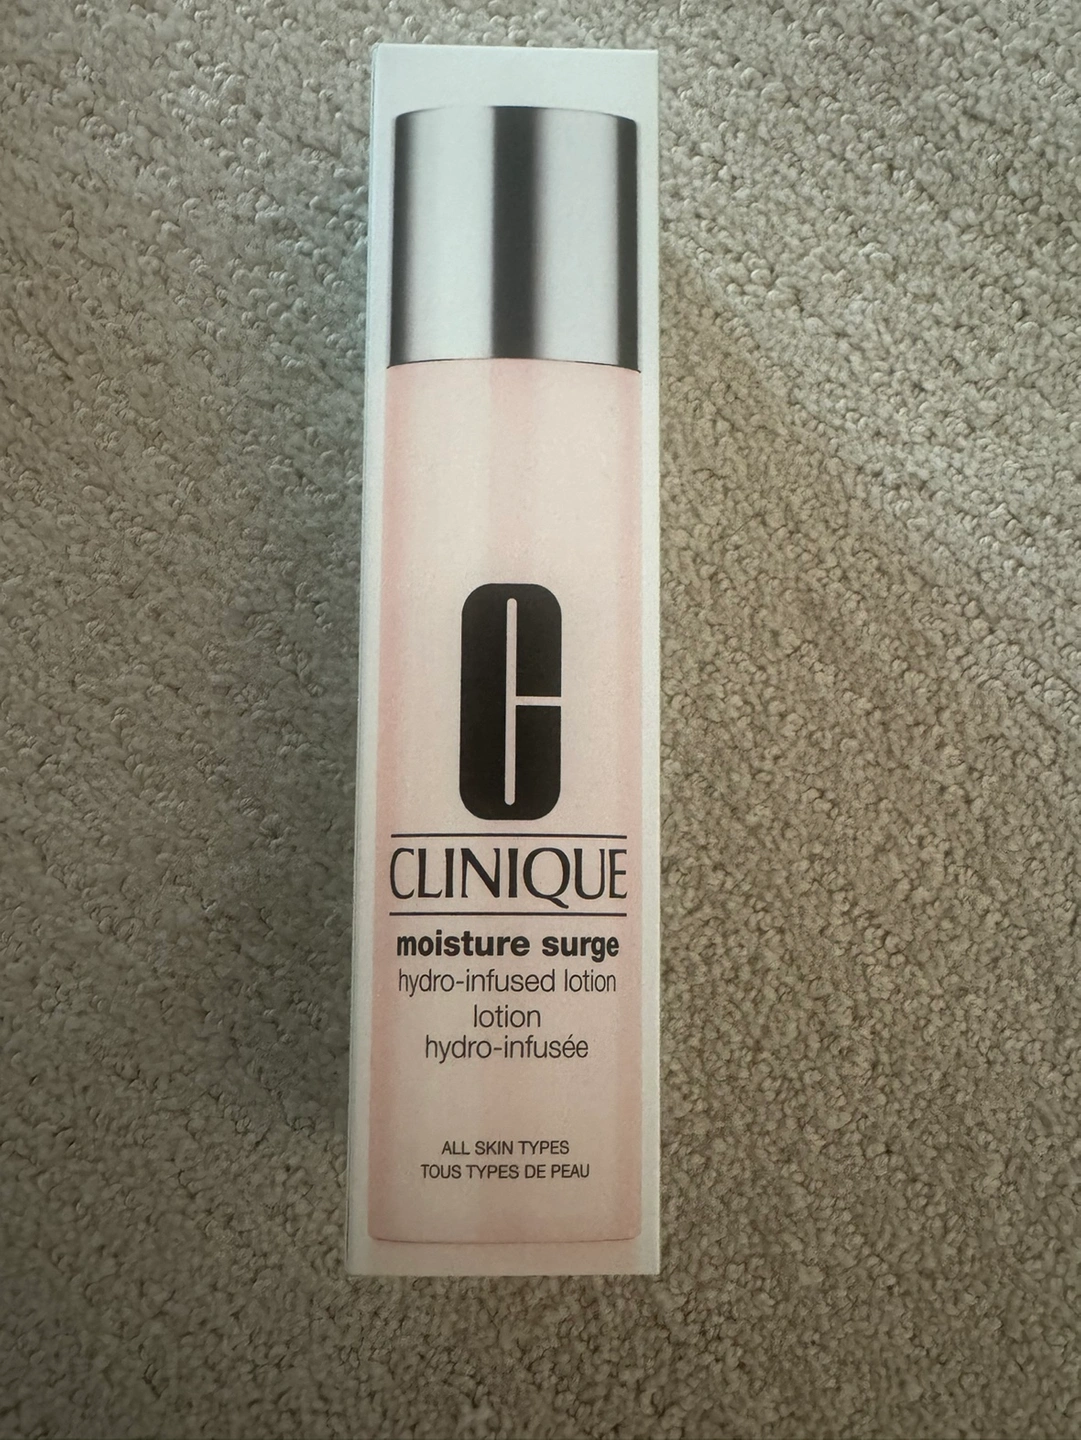 C
CLINIQUE
moisture surge
hydro-infused lotion
lotion
hydro-infusée
ALL SKIN TYPES
TOUS TYPES DE PEAU